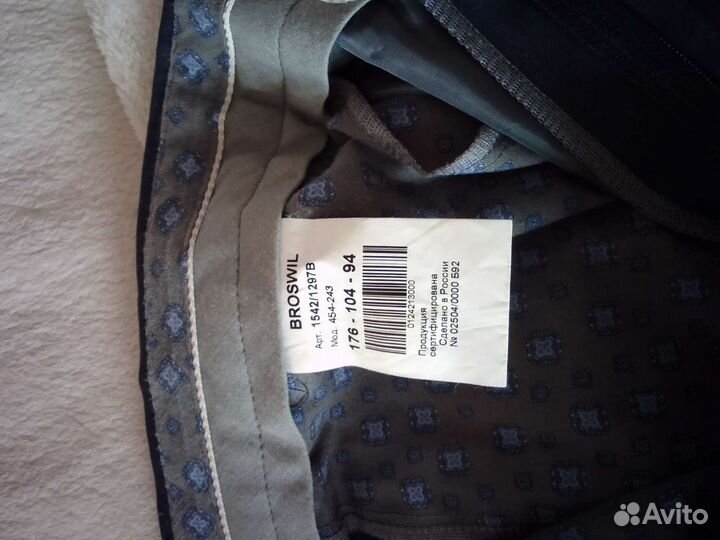 BROSWIL
Арт. 1542/1297В
Мод. 454-243
176 - 104 - 94
0124213000
Продукция
сертифицирована
Сделано в России
№ 02504/0000 Б92
Avito